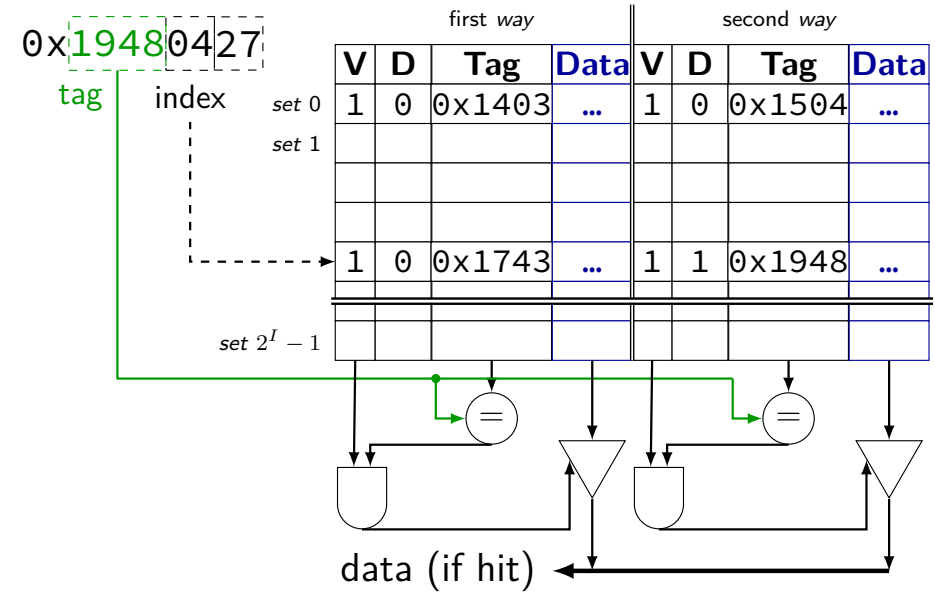 first way second way
0x19480427
tag index
V D Tag Data V D Tag Data
set 0 1 0 0x1403 ... 1 0 0x1504 ...
set 1
1 0 0x1743 ... 1 1 0x1948 ...
set 2^I − 1
= =
data (if hit)